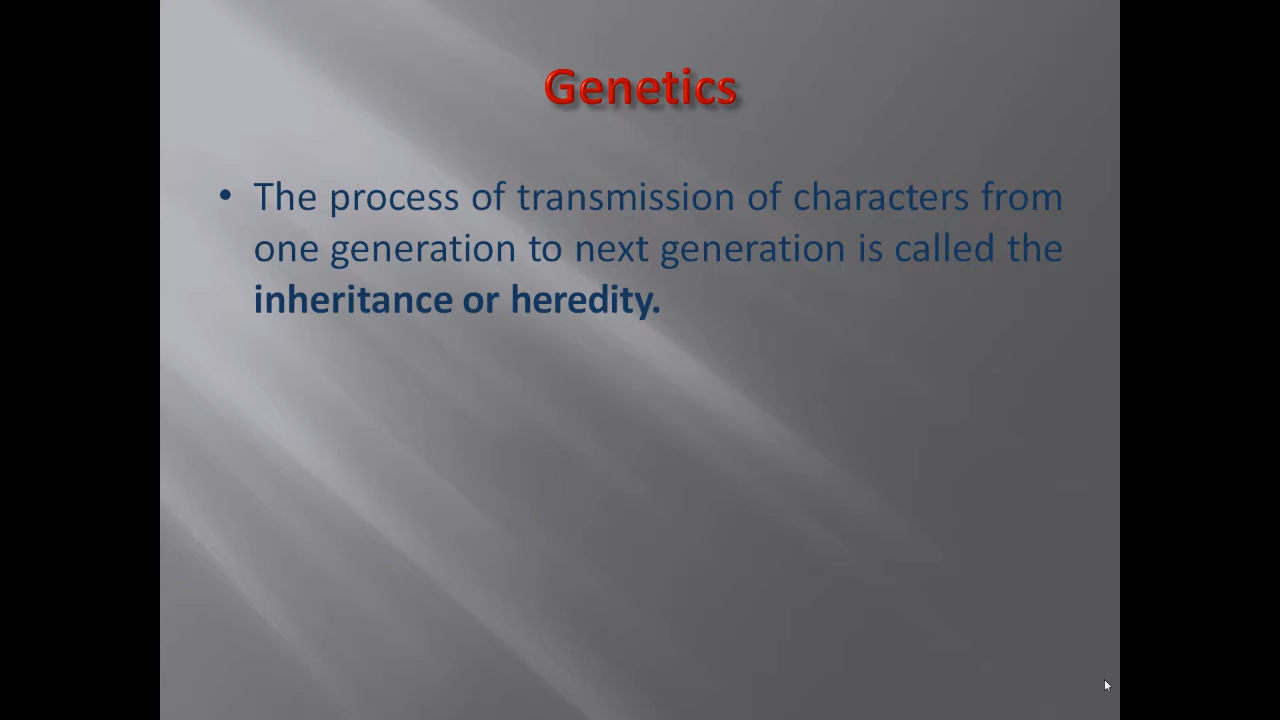 Genetics
• The process of transmission of characters from
one generation to next generation is called the
inheritance or heredity.